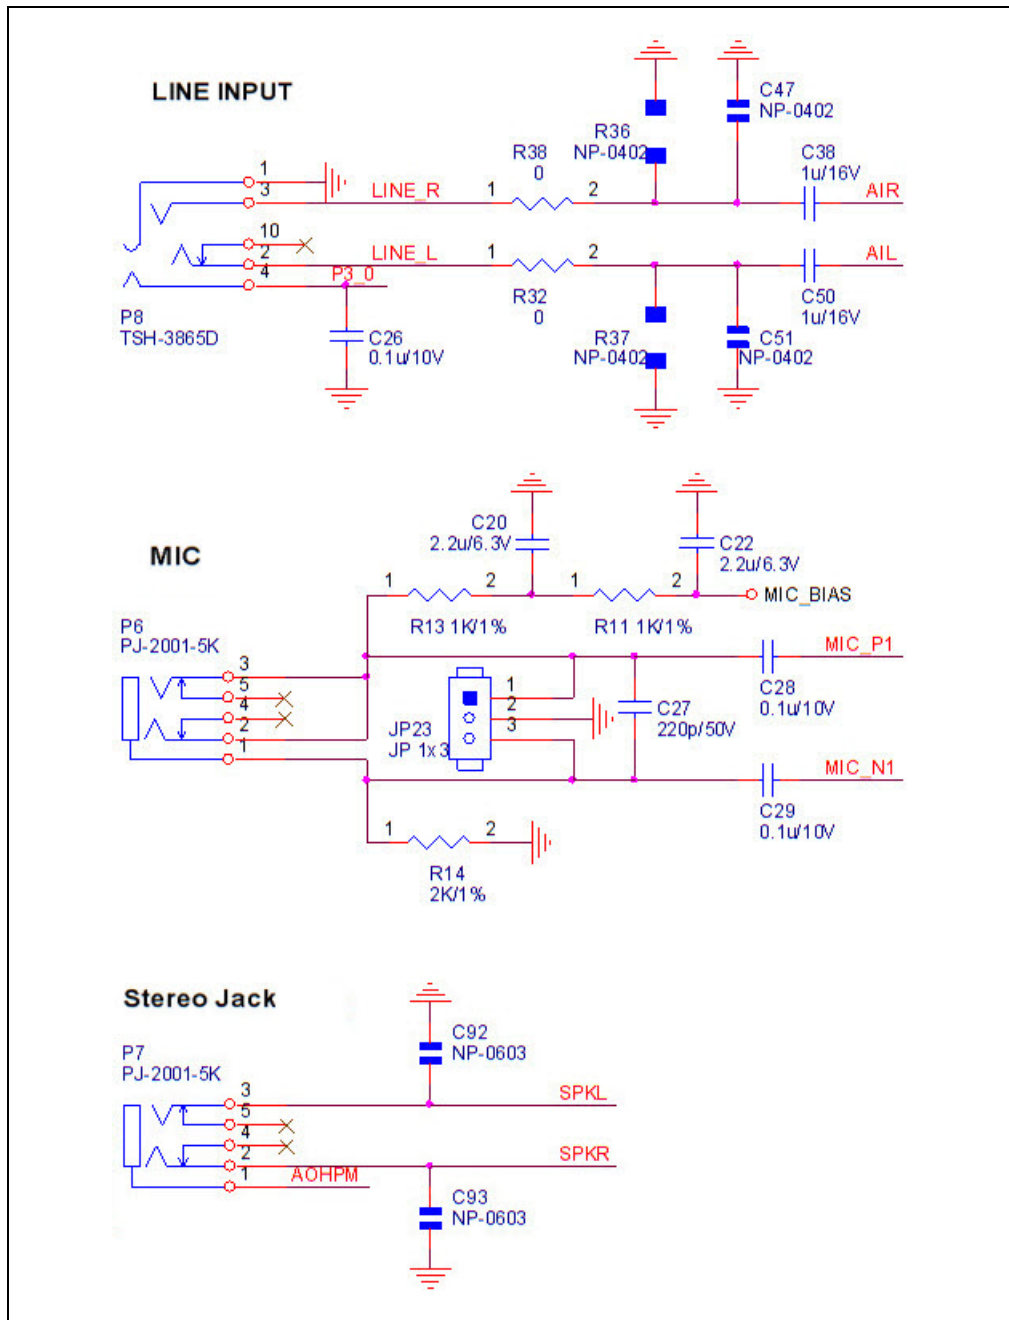 LINE INPUT
C47
NP-0402
R36
NP-0402
R38
0
C38
1u/16V
1
3
LINE_R
1
2
AIR
10
2
4
LINE_L
P3_0
1
2
AIL
P8
TSH-3865D
C26
0.1u/10V
R32
0
R37
NP-0402
C50
1u/16V
C51
NP-0402
MIC
C20
2.2u/6.3V
C22
2.2u/6.3V
1
2
1
2
MIC_BIAS
R13 1K/1%
R11 1K/1%
P6
PJ-2001-5K
3
5
4
2
1
MIC_P1
JP23
JP 1x3
1
2
3
C27
220p/50V
C28
0.1u/10V
MIC_N1
C29
0.1u/10V
1
2
R14
2K/1%
Stereo Jack
C92
NP-0603
P7
PJ-2001-5K
3
5
4
2
1
SPKL
SPKR
AOHPM
C93
NP-0603